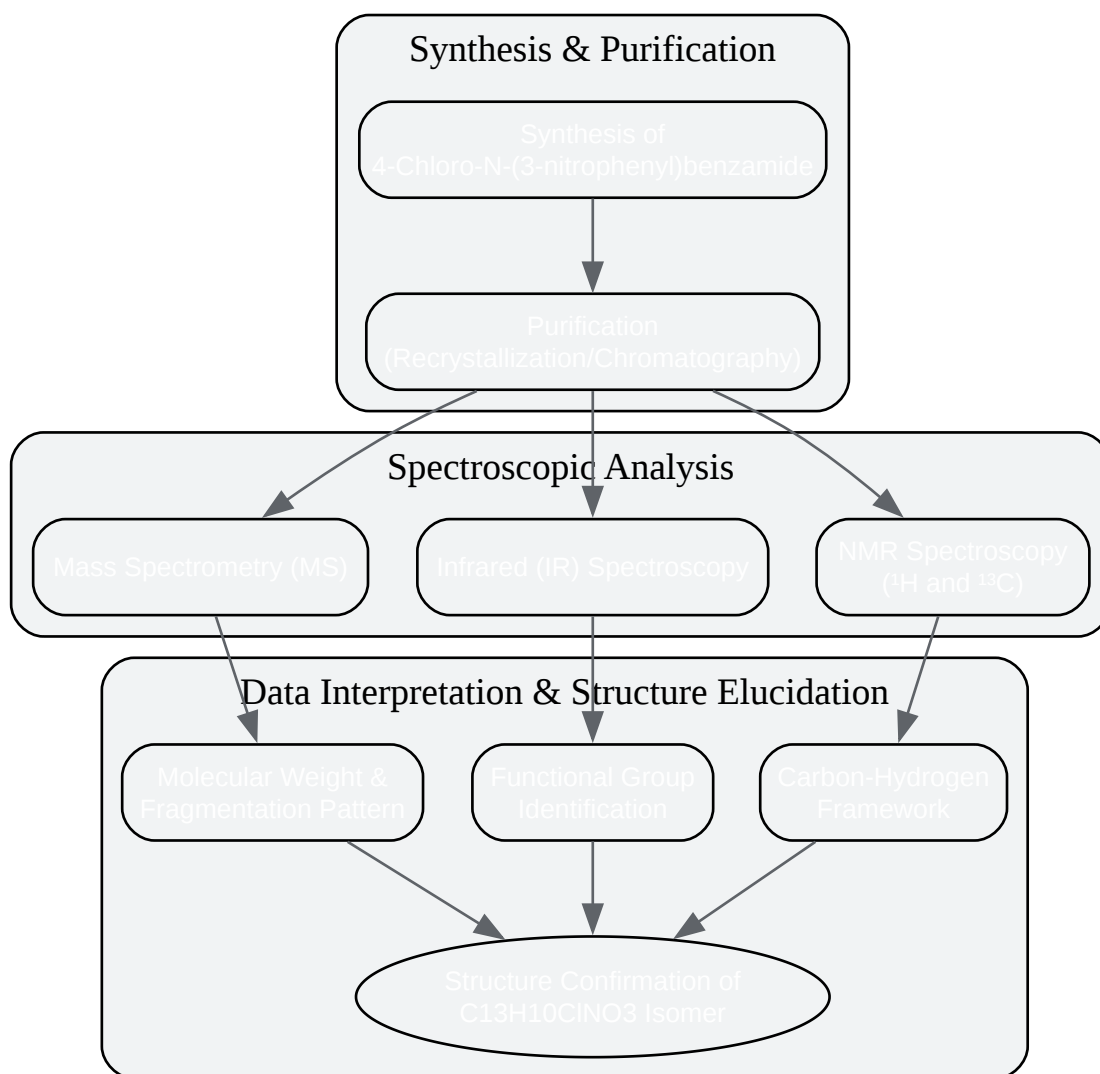 Synthesis & Purification
Synthesis of
4-Chloro-N-(3-nitrophenyl)benzamide
Purification
(Recrystallization/Chromatography)
Spectroscopic Analysis
Mass Spectrometry (MS)
Infrared (IR) Spectroscopy
NMR Spectroscopy
(¹H and ¹³C)
Data Interpretation & Structure Elucidation
Molecular Weight &
Fragmentation Pattern
Functional Group
Identification
Carbon-Hydrogen
Framework
Structure Confirmation of
C13H10ClNO3 Isomer